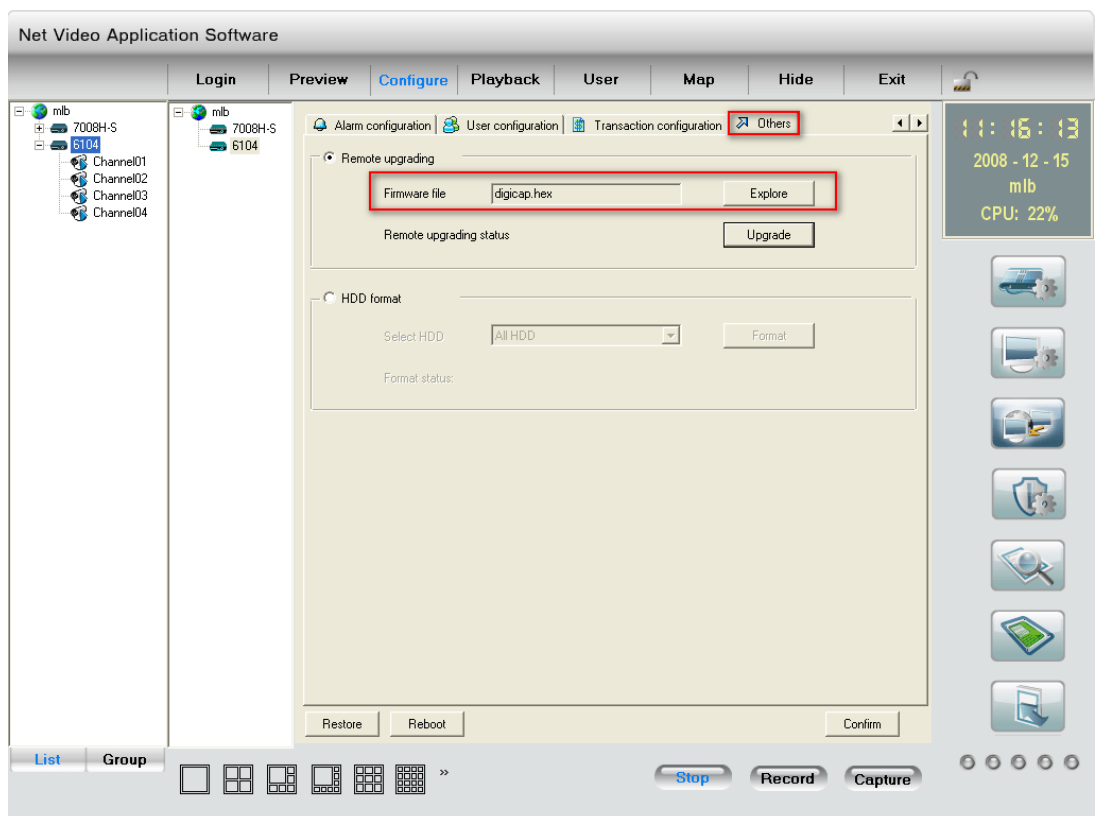 Net Video Application Software
Login Preview Configure Playback User Map Hide Exit
mlb
7008H-S
6104
Channel01
Channel02
Channel03
Channel04
mlb
7008H-S
6104
Alarm configuration User configuration Transaction configuration Others
Remote upgrading
Firmware file digicap.hex Explore
Remote upgrading status Upgrade
HDD format
Select HDD All HDD Format
Format status:
Restore Reboot Confirm
11:16:13
2008 - 12 - 15
mlb
CPU: 22%
List Group
» Stop Record Capture